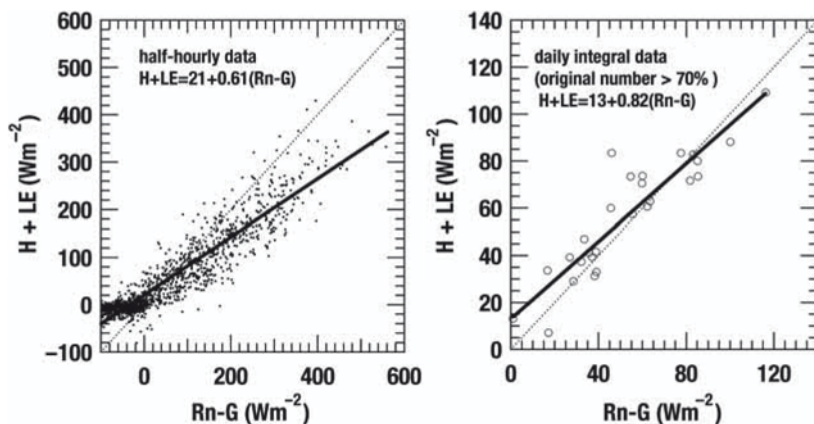 600
500
400
300
200
100
0
−100
H + LE (Wm−2)
half-hourly data
H+LE=21+0.61(Rn-G)
0
200
400
600
Rn-G (Wm−2)
140
120
100
80
60
40
20
0
H + LE (Wm−2)
daily integral data
(original number > 70% )
H+LE=13+0.82(Rn-G)
0
40
80
120
Rn-G (Wm−2)